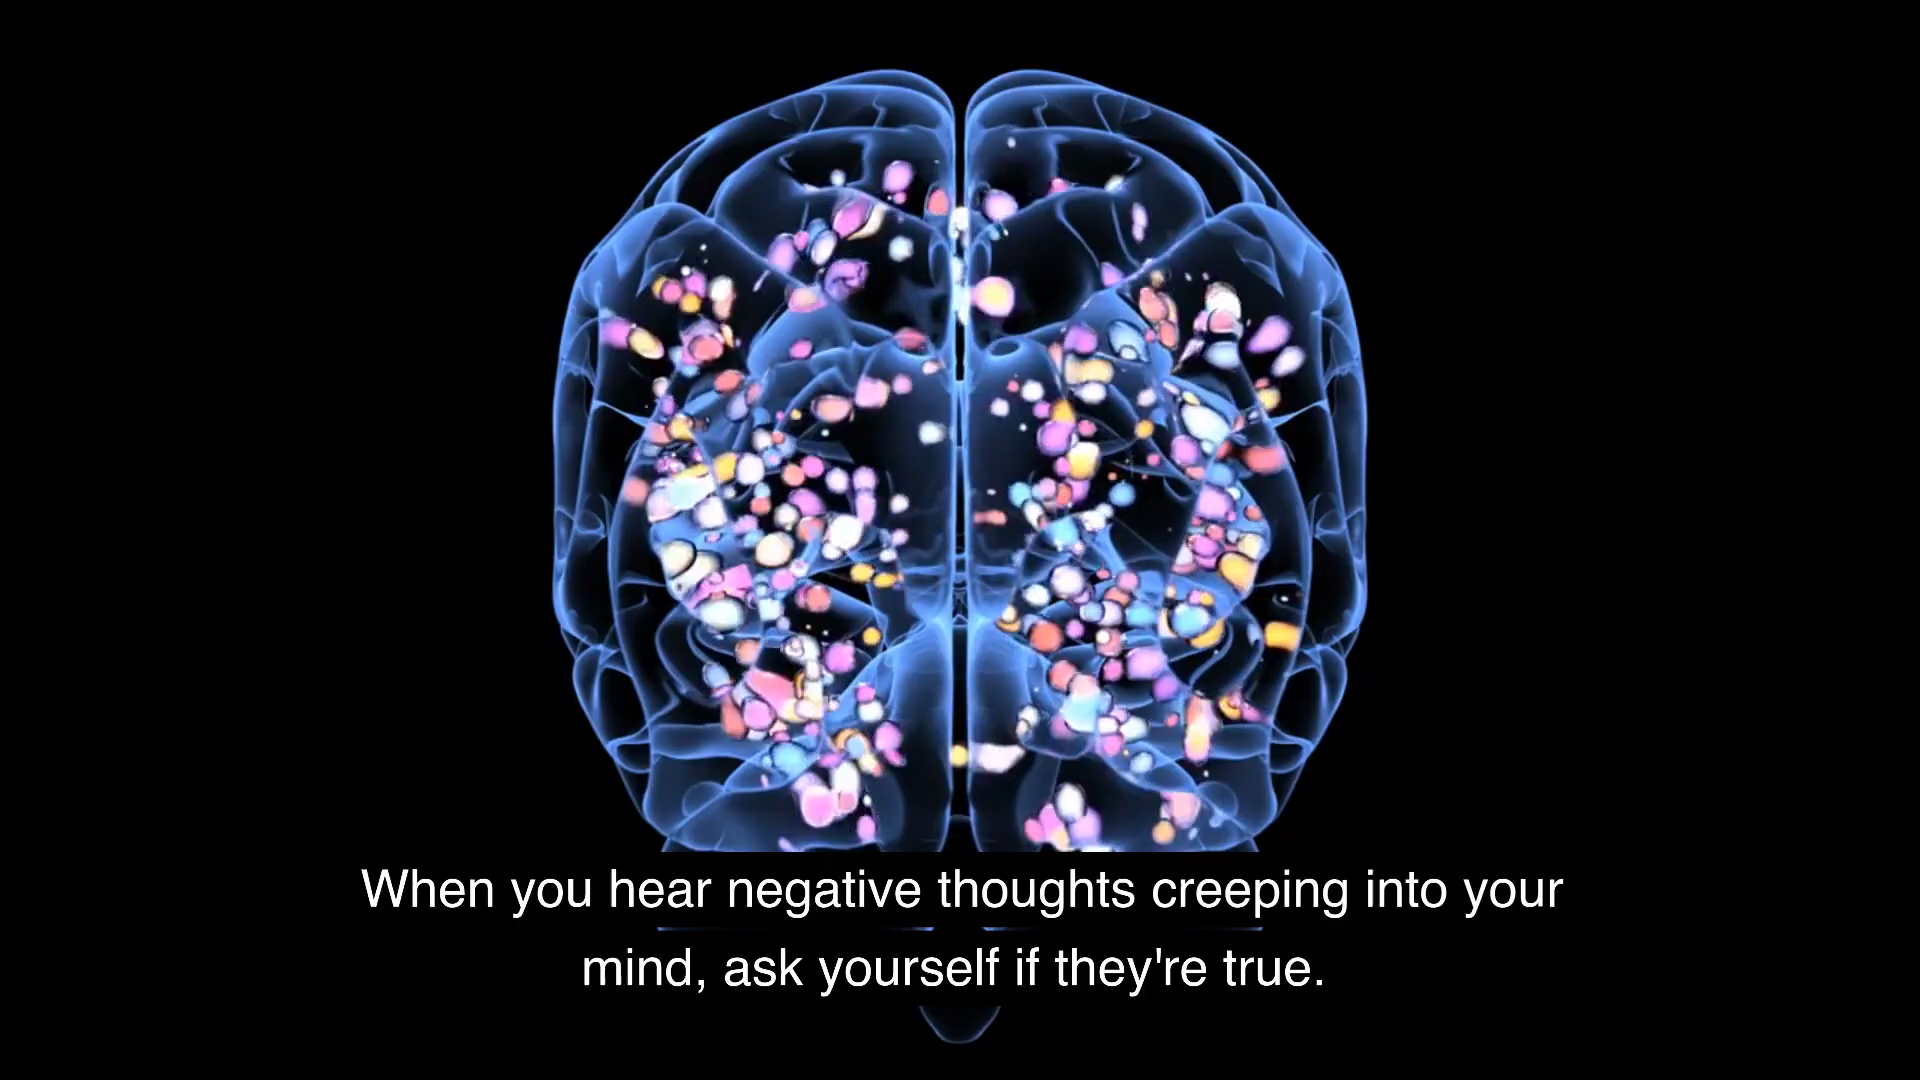 When you hear negative thoughts creeping into your
mind, ask yourself if they're true.